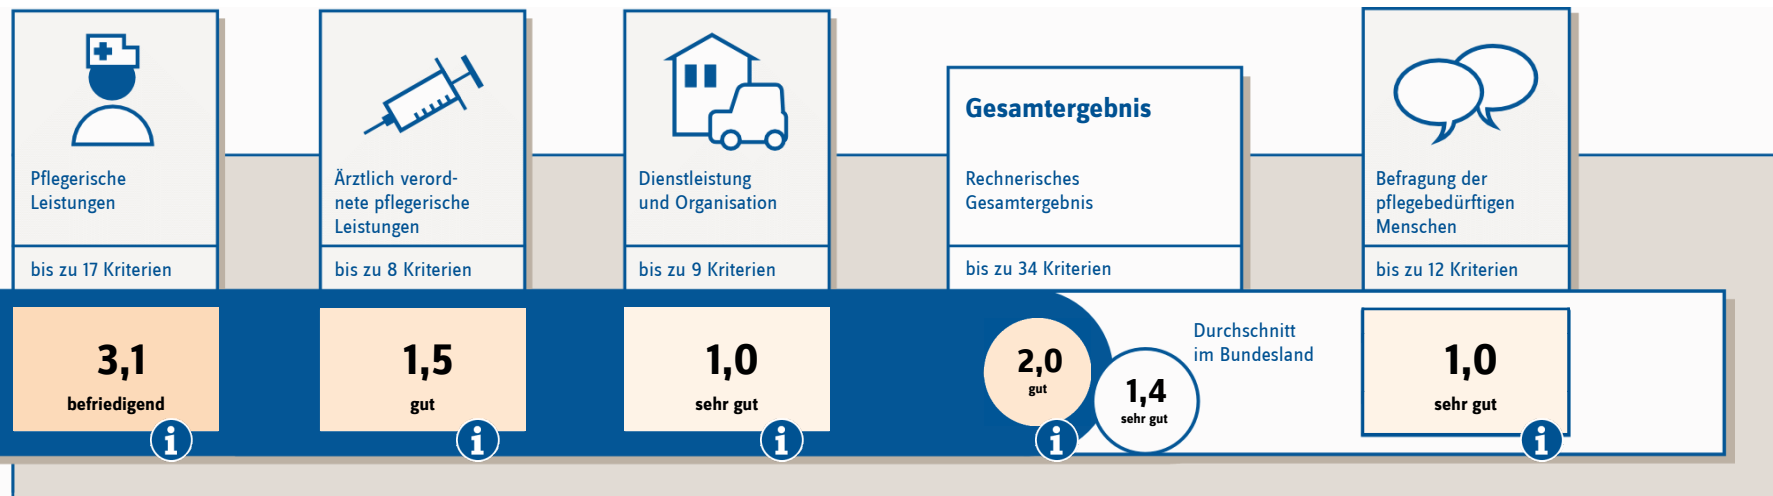 Pflegerische
Leistungen
bis zu 17 Kriterien
3,1
befriedigend
i
Ärztlich verord-
nete pflegerische
Leistungen
bis zu 8 Kriterien
1,5
gut
i
Dienstleistung
und Organisation
bis zu 9 Kriterien
1,0
sehr gut
i
Gesamtergebnis
Rechnerisches
Gesamtergebnis
bis zu 34 Kriterien
2,0
gut
i
1,4
sehr gut
Durchschnitt
im Bundesland
Befragung der
pflegebedürftigen
Menschen
bis zu 12 Kriterien
1,0
sehr gut
i